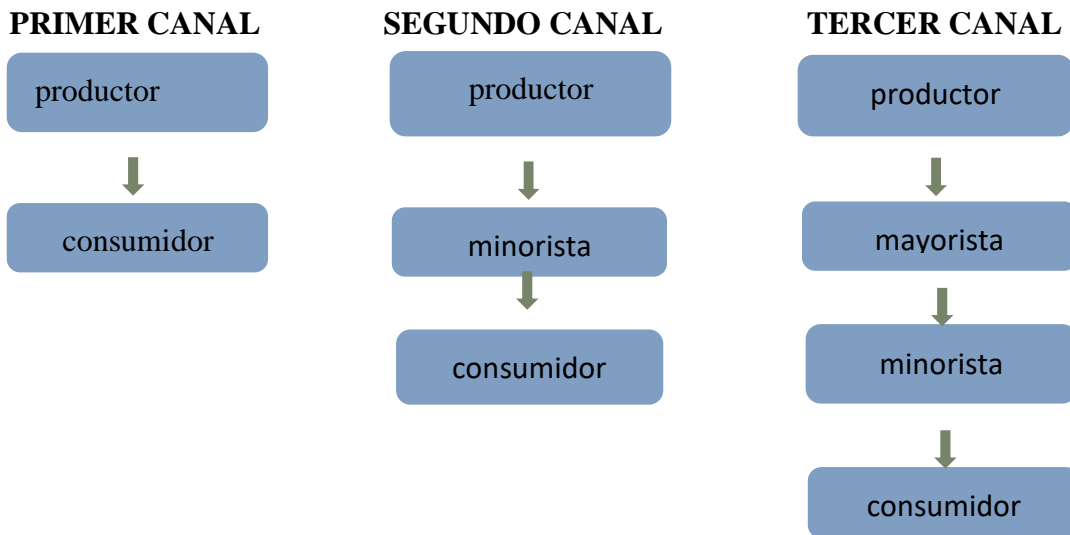 PRIMER CANAL
productor
consumidor
SEGUNDO CANAL
productor
minorista
consumidor
TERCER CANAL
productor
mayorista
minorista
consumidor